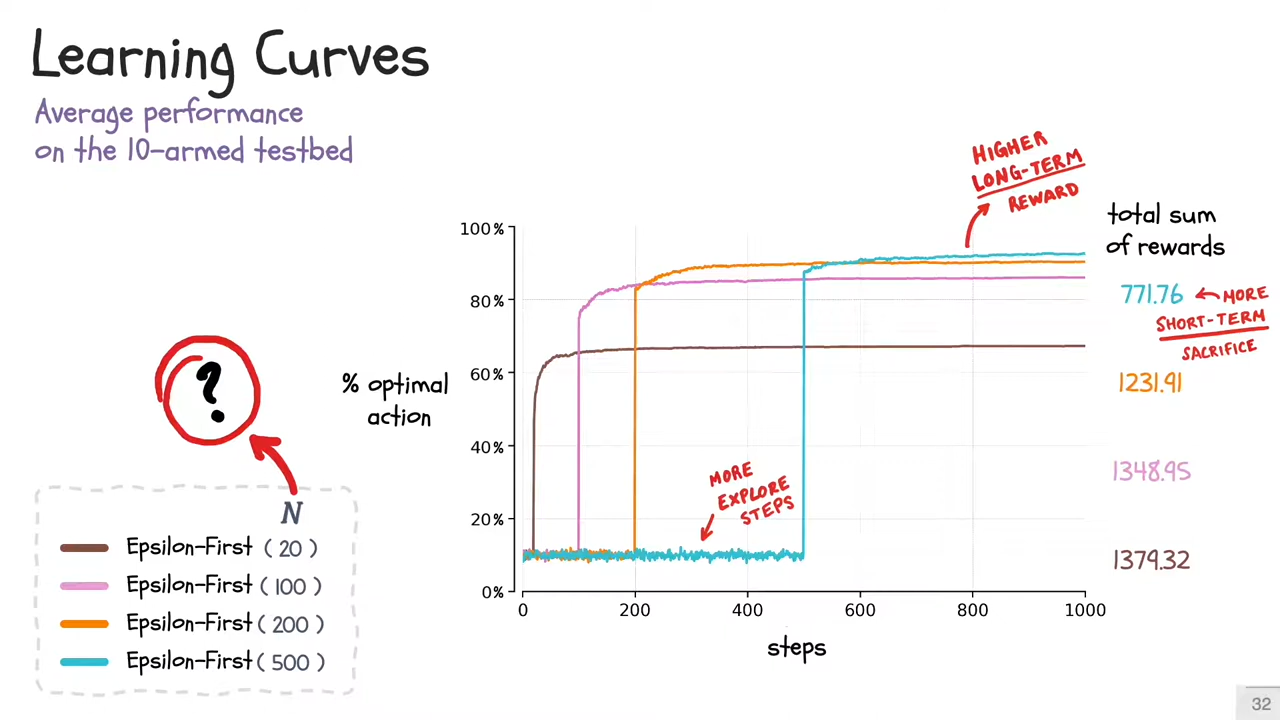 Learning Curves
Average performance
on the 10-armed testbed
HIGHER
LONG-TERM
REWARD
total sum
of rewards
771.76
MORE
SHORT-TERM
SACRIFICE
1231.91
1348.95
1379.32
100%
80%
60%
40%
20%
0%
% optimal
action
MORE
EXPLORE
STEPS
0 200 400 600 800 1000
steps
?
N
Epsilon-First (20)
Epsilon-First (100)
Epsilon-First (200)
Epsilon-First (500)
32